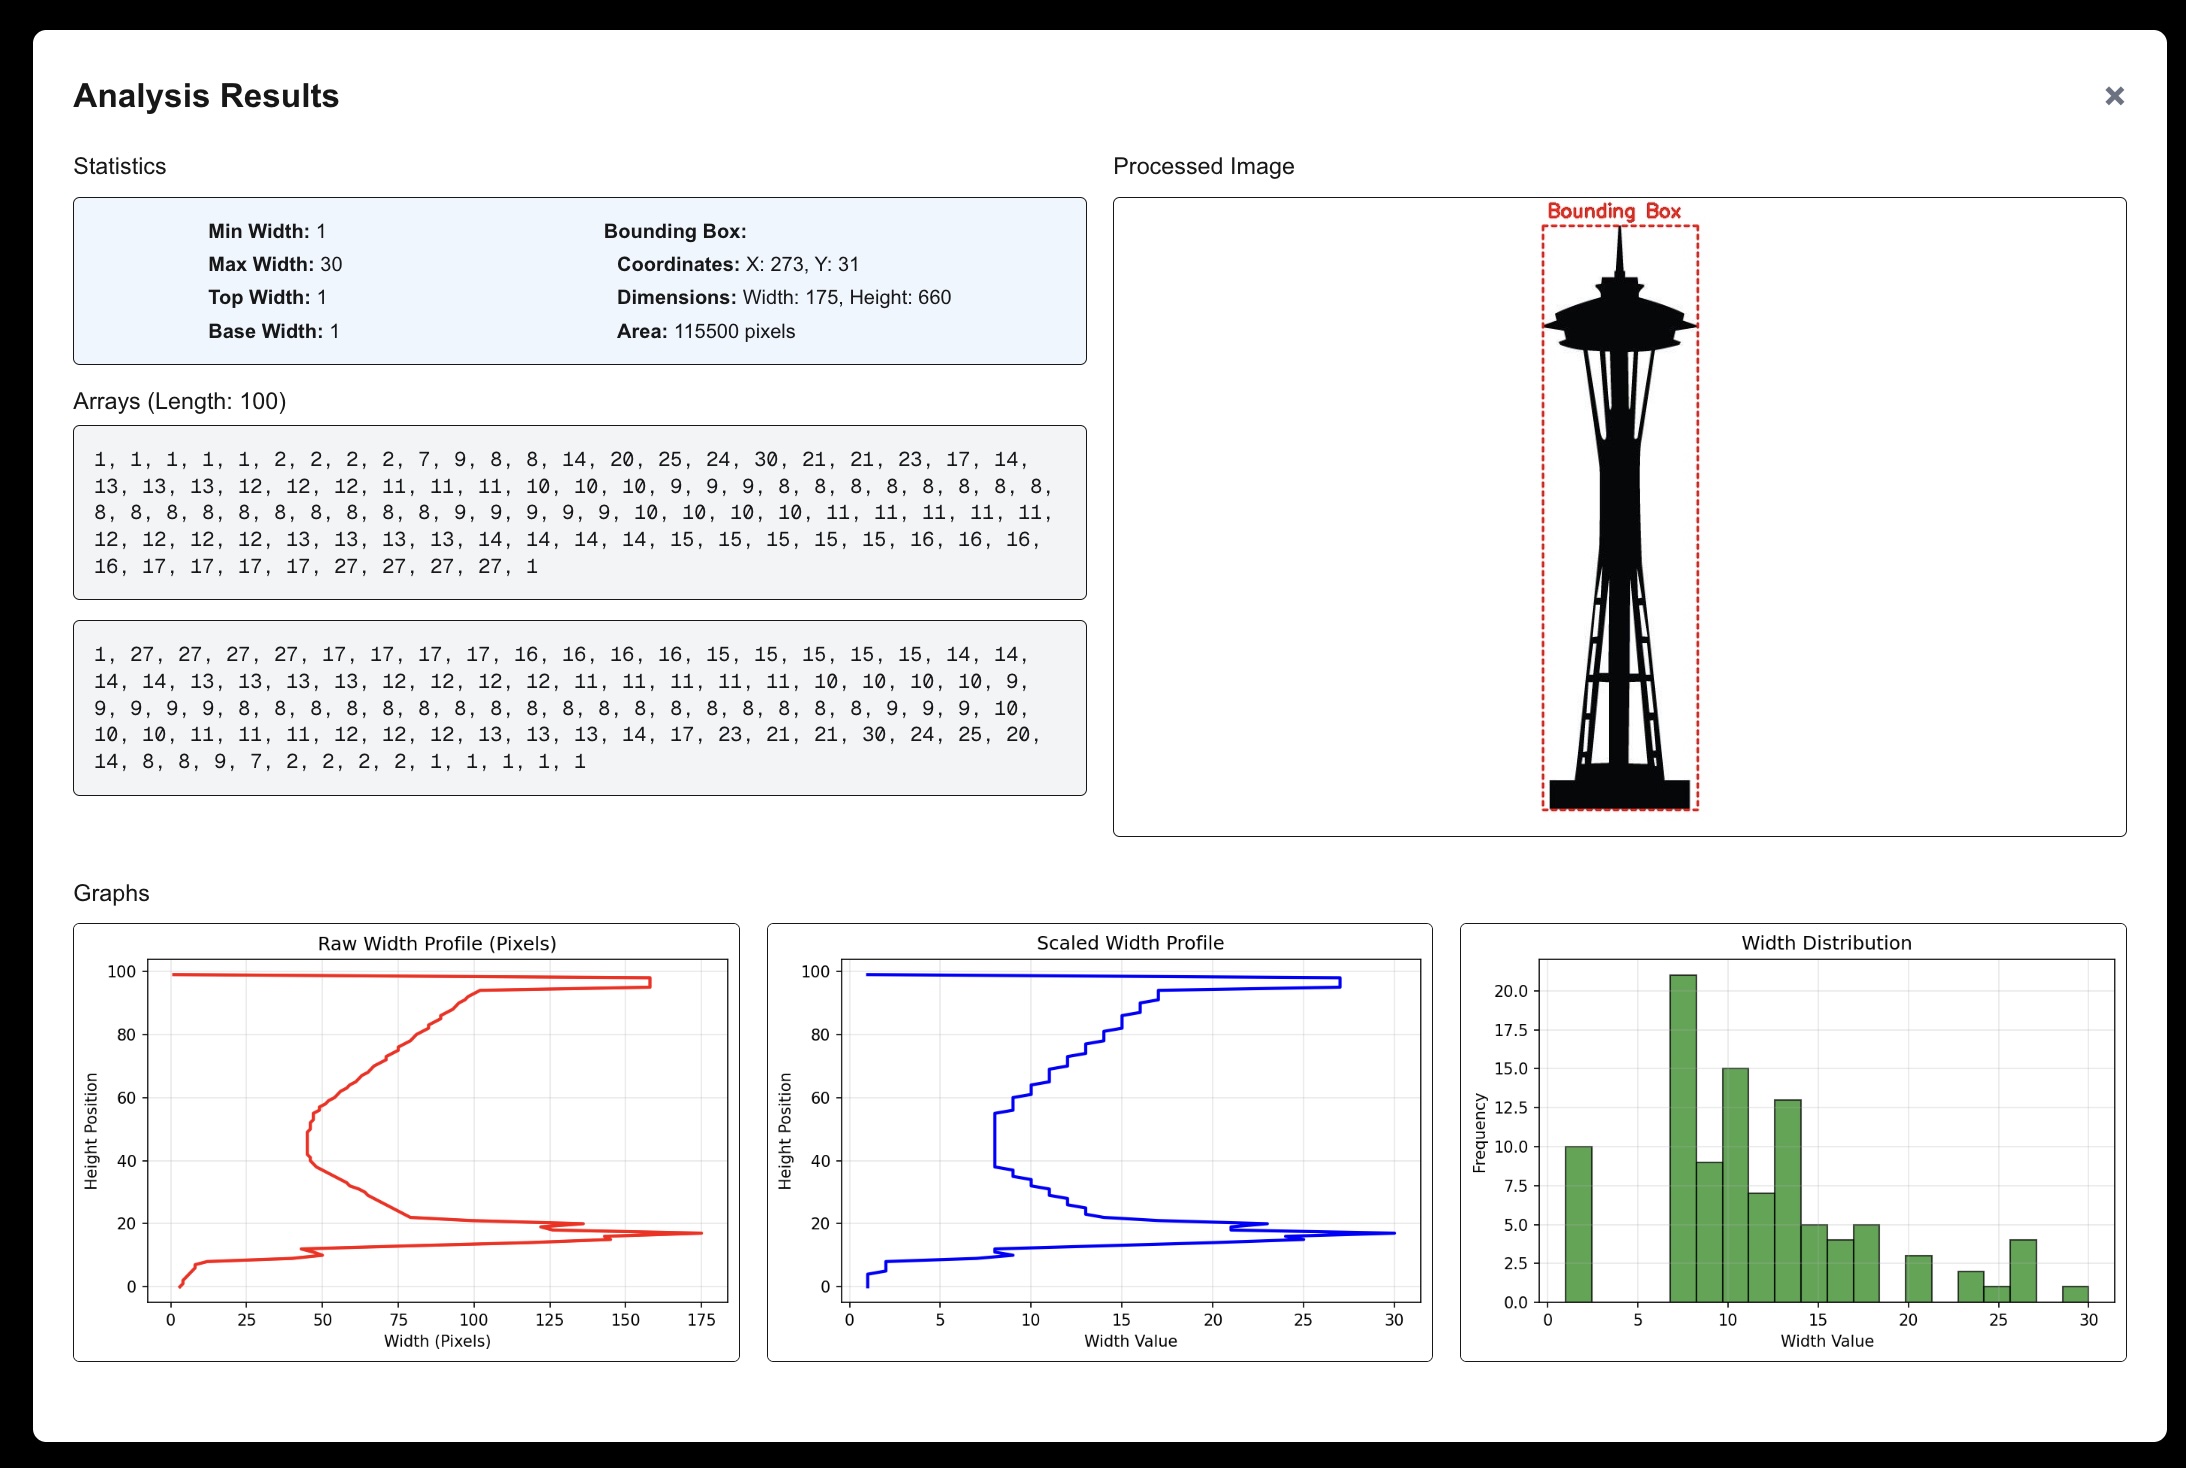 Analysis Results
×
Statistics
Min Width: 1
Max Width: 30
Top Width: 1
Base Width: 1
Bounding Box:
Coordinates: X: 273, Y: 31
Dimensions: Width: 175, Height: 660
Area: 115500 pixels
Arrays (Length: 100)
1, 1, 1, 1, 1, 2, 2, 2, 2, 7, 9, 8, 8, 14, 20, 25, 24, 30, 21, 21, 23, 17, 14,
13, 13, 13, 12, 12, 12, 11, 11, 11, 10, 10, 10, 9, 9, 9, 8, 8, 8, 8, 8, 8, 8, 8,
8, 8, 8, 8, 8, 8, 8, 8, 8, 8, 9, 9, 9, 9, 9, 10, 10, 10, 10, 11, 11, 11, 11, 11,
12, 12, 12, 12, 13, 13, 13, 13, 14, 14, 14, 14, 15, 15, 15, 15, 15, 16, 16, 16,
16, 17, 17, 17, 17, 27, 27, 27, 27, 1
1, 27, 27, 27, 27, 17, 17, 17, 17, 16, 16, 16, 16, 15, 15, 15, 15, 15, 14, 14,
14, 14, 13, 13, 13, 13, 12, 12, 12, 12, 11, 11, 11, 11, 11, 10, 10, 10, 10, 9,
9, 9, 9, 9, 8, 8, 8, 8, 8, 8, 8, 8, 8, 8, 8, 8, 8, 8, 8, 8, 8, 8, 9, 9, 9, 10,
10, 10, 11, 11, 11, 12, 12, 12, 13, 13, 13, 14, 17, 23, 21, 21, 30, 24, 25, 20,
14, 8, 8, 9, 7, 2, 2, 2, 2, 1, 1, 1, 1, 1
Processed Image
Bounding Box
Graphs
Raw Width Profile (Pixels)
100
80
60
40
20
0
Height Position
0 25 50 75 100 125 150 175
Width (Pixels)
Scaled Width Profile
100
80
60
40
20
0
Height Position
0 5 10 15 20 25 30
Width Value
Width Distribution
20.0
17.5
15.0
12.5
10.0
7.5
5.0
2.5
0.0
Frequency
0 5 10 15 20 25 30
Width Value